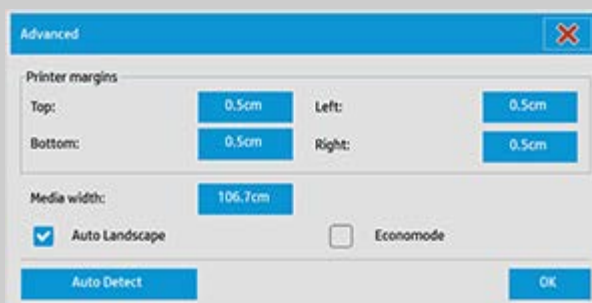 Advanced
Printer margins
Top: 0.5cm Left: 0.5cm
Bottom: 0.5cm Right: 0.5cm
Media width: 106.7cm
Auto Landscape Economode
Auto Detect OK